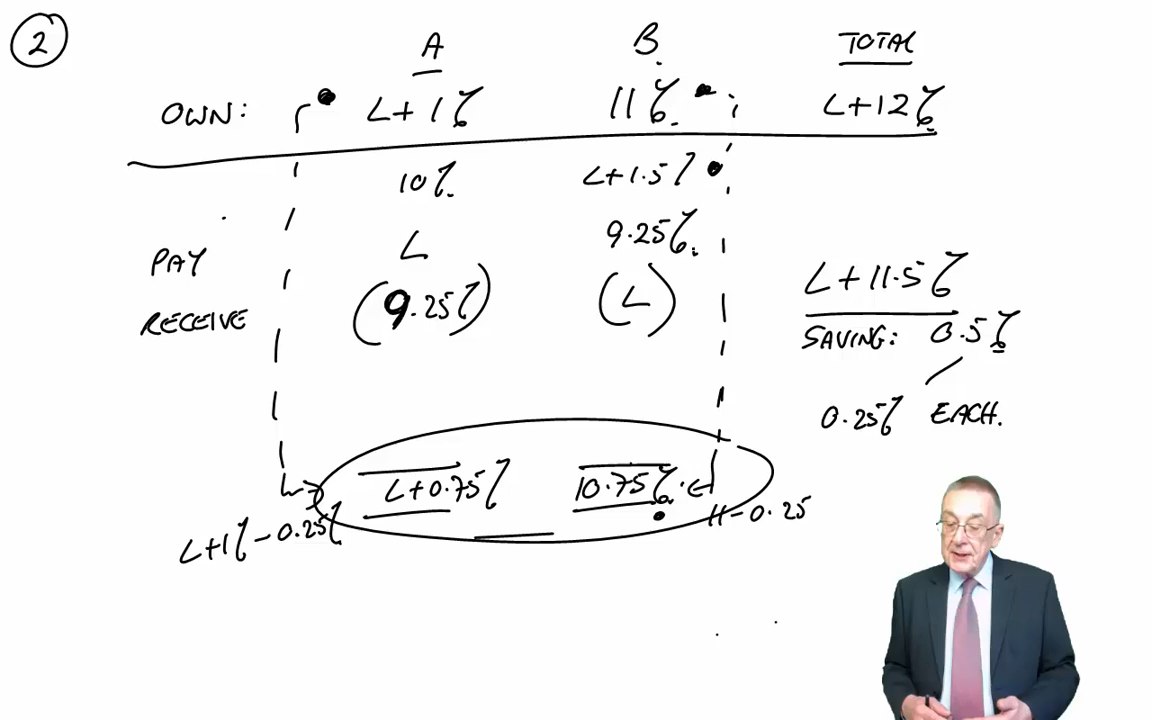 2
A B TOTAL
OWN: L+1% 11% L+12%
10% L+1.5%
PAY L 9.25%
RECEIVE (9.25%) (L) L+11.5%
SAVING: 0.5%
0.25% EACH.
L+0.75% 10.75%
L+1%-0.25% 11-0.25